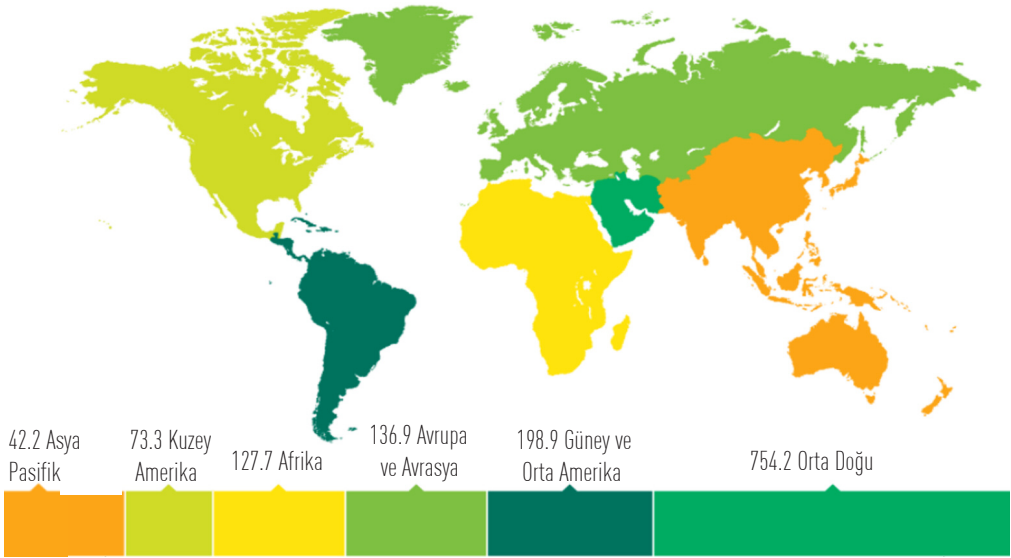 42.2 Asya
Pasifik
73.3 Kuzey
Amerika
127.7 Afrika
136.9 Avrupa
ve Avrasya
198.9 Güney ve
Orta Amerika
754.2 Orta Doğu